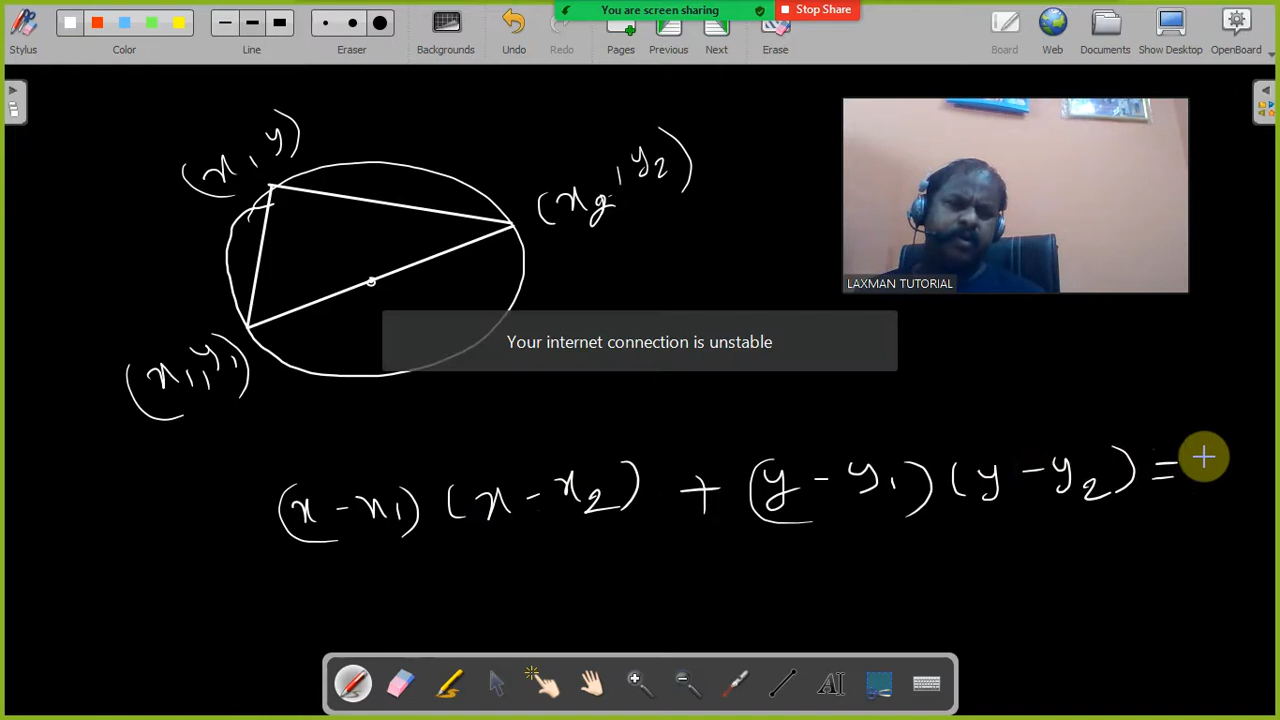 You are screen sharing Stop Share
Stylus Color Line Eraser Backgrounds Undo Redo Pages Previous Next Erase Board Web Documents Show Desktop OpenBoard
(x, y)
(x2, y2)
LAXMAN TUTORIAL
Your internet connection is unstable
(x1, y1)
(x - x1) (x - x2) + (y - y1) (y - y2) =
AI